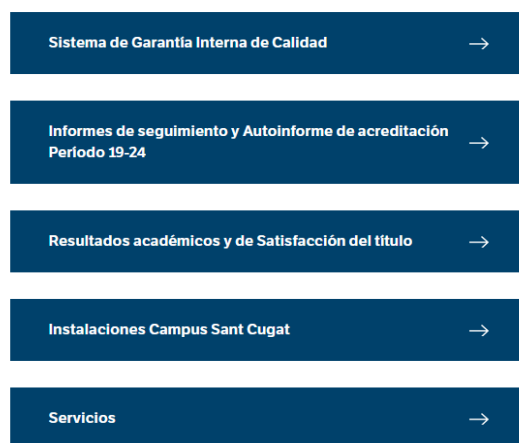 Sistema de Garantía Interna de Calidad
Informes de seguimiento y Autoinforme de acreditación
Periodo 19-24
Resultados académicos y de Satisfacción del título
Instalaciones Campus Sant Cugat
Servicios